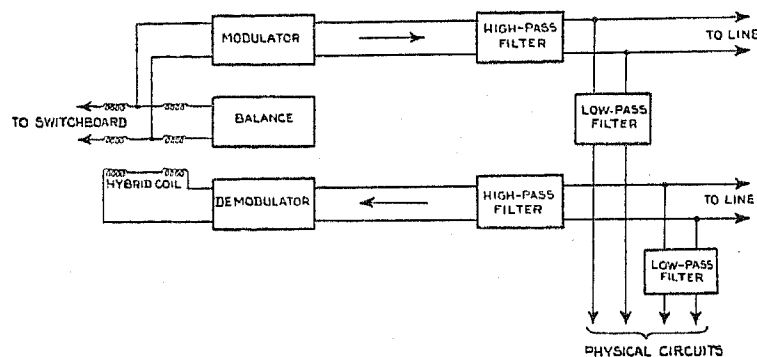 MODULATOR
HIGH-PASS
FILTER
TO LINE
TO SWITCHBOARD
BALANCE
LOW-PASS
FILTER
HYBRID COIL
DEMODULATOR
HIGH-PASS
FILTER
TO LINE
LOW-PASS
FILTER
PHYSICAL CIRCUITS